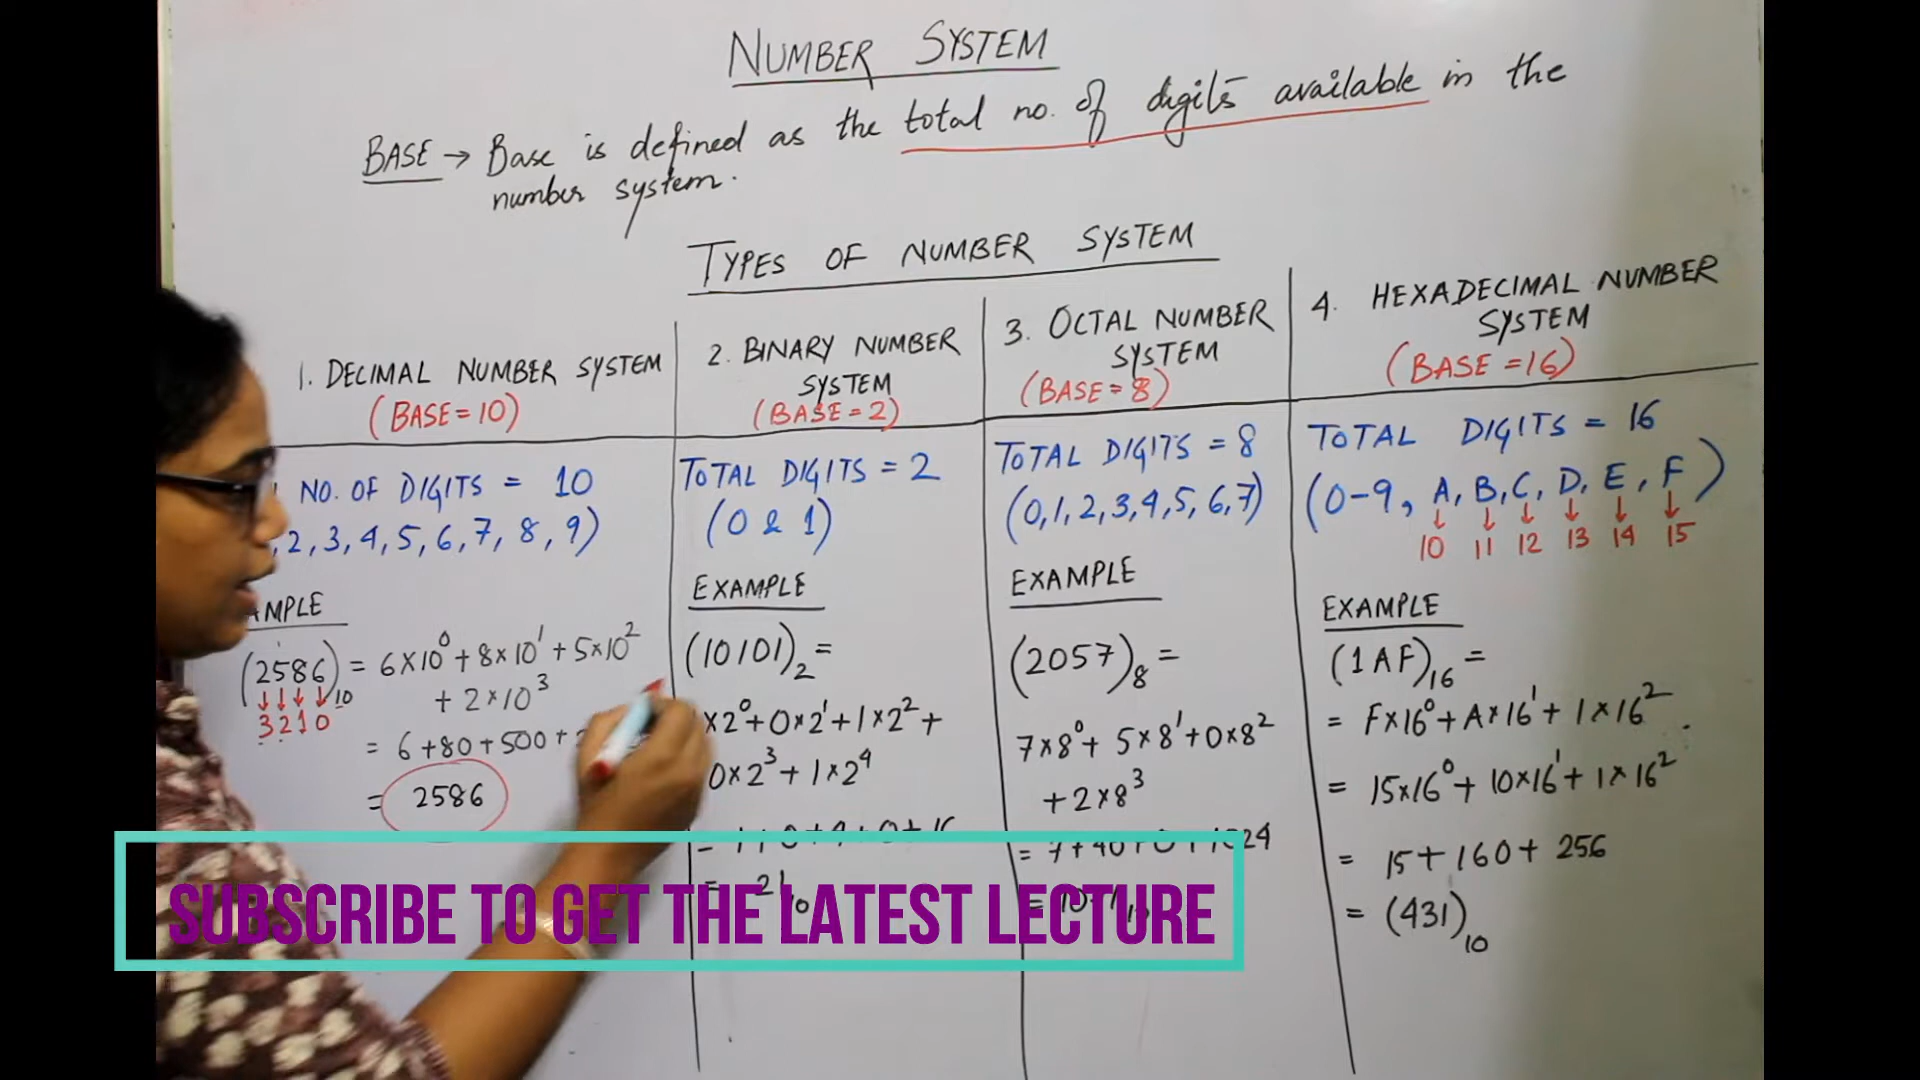 NUMBER SYSTEM
BASE → Base is defined as the total no. of digits available in the
number system.
TYPES OF NUMBER SYSTEM
1. DECIMAL NUMBER SYSTEM
(BASE=10)
NO. OF DIGITS = 10
, 2, 3, 4, 5, 6, 7, 8, 9)
AMPLE
(2586)10 = 6×10⁰ + 8×10¹ + 5×10²
3 2 1 0
+ 2×10³
= 6 + 80 + 500 +
= 2586
2. BINARY NUMBER
SYSTEM
(BASE=2)
TOTAL DIGITS = 2
(0 & 1)
EXAMPLE
(10101)2 =
×2⁰ + 0×2¹ + 1×2² +
0×2³ + 1×2⁴
= 2110
3. OCTAL NUMBER
SYSTEM
(BASE=8)
TOTAL DIGITS = 8
(0, 1, 2, 3, 4, 5, 6, 7)
EXAMPLE
(2057)8 =
7×8⁰ + 5×8¹ + 0×8²
+ 2×8³
= 7 + 40 + 0 + 1024
4. HEXADECIMAL NUMBER
SYSTEM
(BASE=16)
TOTAL DIGITS = 16
(0-9, A, B, C, D, E, F)
10 11 12 13 14 15
EXAMPLE
(1AF)16 =
= F×16⁰ + A×16¹ + 1×16²
= 15×16⁰ + 10×16¹ + 1×16²
= 15 + 160 + 256
= (431)10
SUBSCRIBE TO GET THE LATEST LECTURE